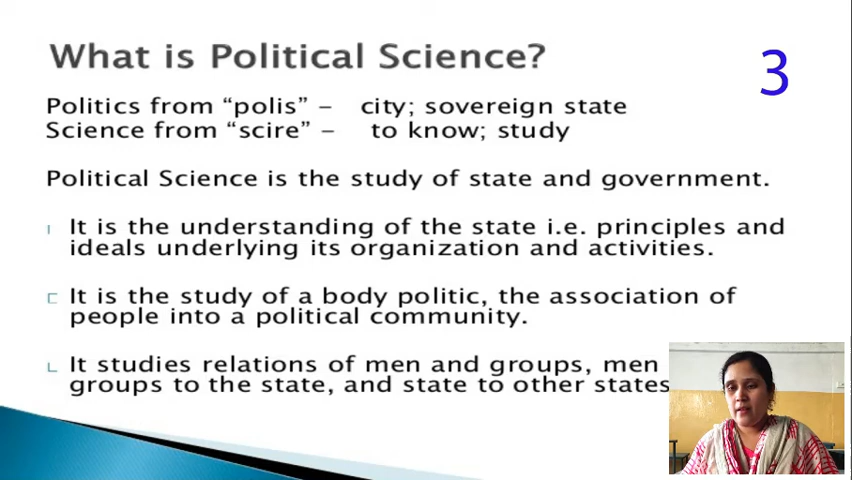 What is Political Science?
3
Politics from “polis” – city; sovereign state
Science from “scire” – to know; study
Political Science is the study of state and government.
It is the understanding of the state i.e. principles and
ideals underlying its organization and activities.
It is the study of a body politic, the association of
people into a political community.
It studies relations of men and groups, men
groups to the state, and state to other states